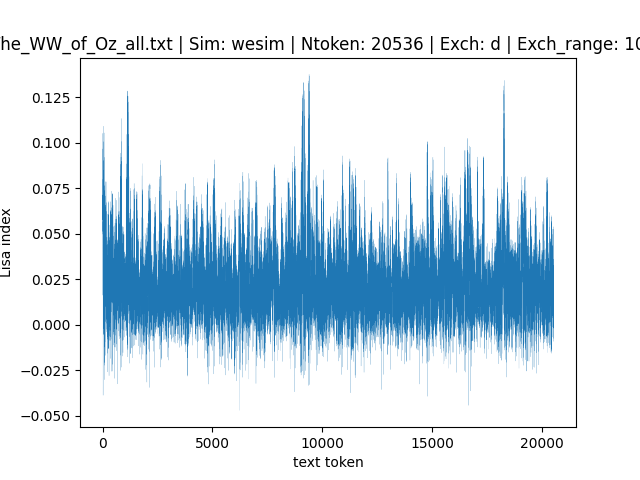 he_WW_of_Oz_all.txt | Sim: wesim | Ntoken: 20536 | Exch: d | Exch_range: 10
0.125
0.100
0.075
0.050
0.025
0.000
−0.025
−0.050
Lisa index
0 5000 10000 15000 20000
text token